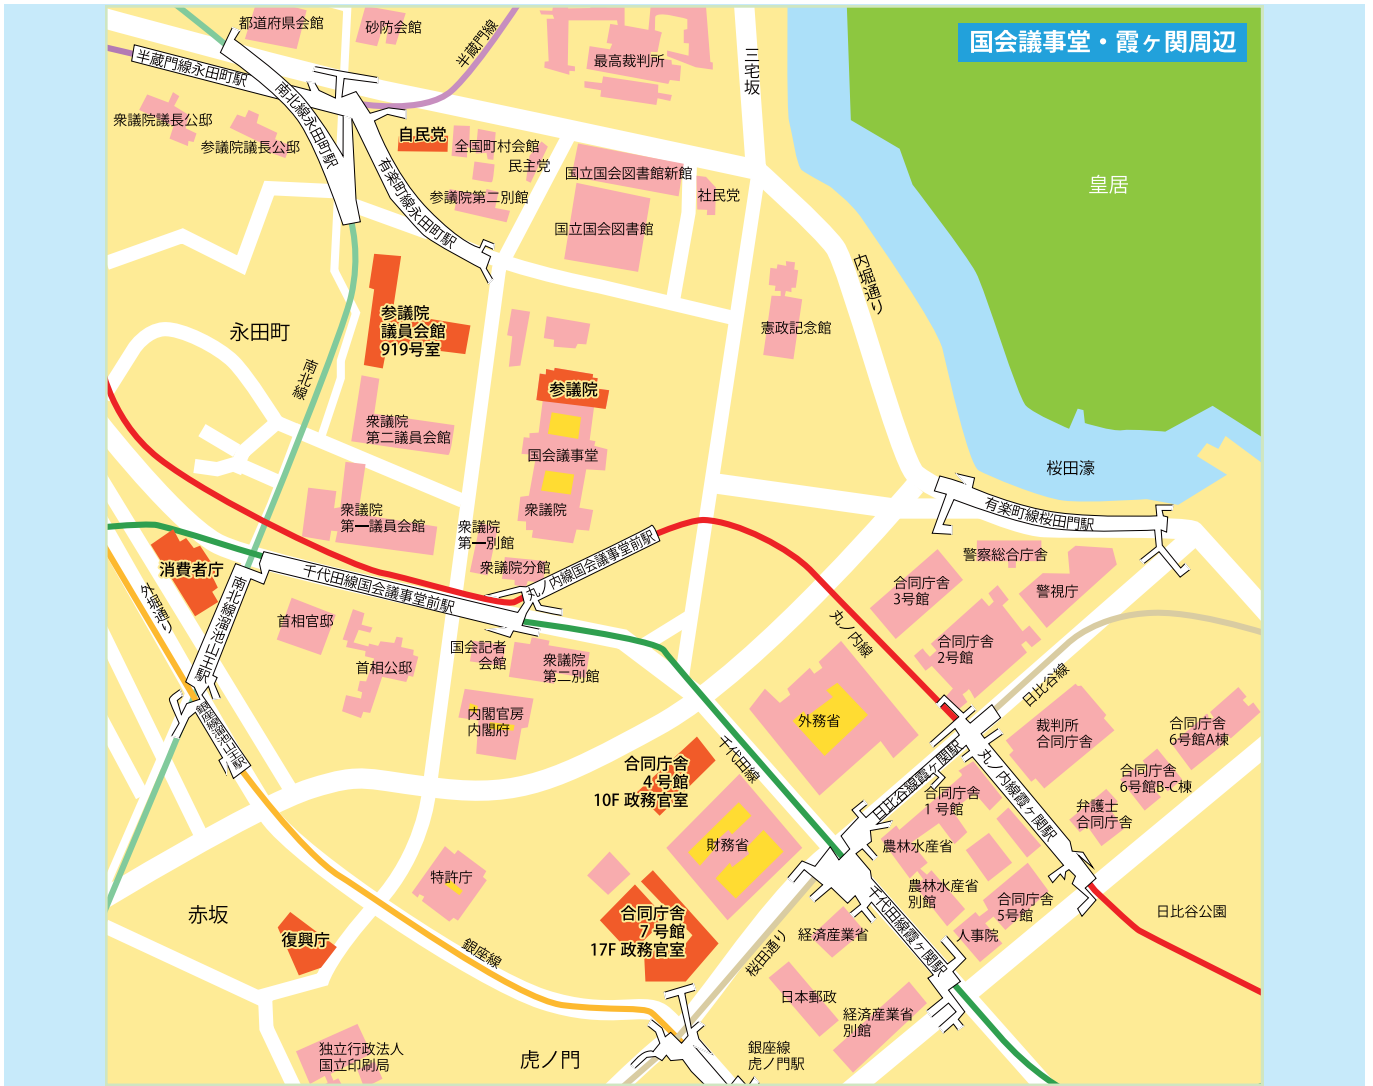 国会議事堂・霞ヶ関周辺
都道府県会館
砂防会館
半蔵門線
最高裁判所
三宅坂
半蔵門線永田町駅
南北線永田町駅
衆議院議長公邸
参議院議長公邸
自民党
全国町村会館
民主党
有楽町線永田町駅
参議院第二別館
国立国会図書館新館
社民党
国立国会図書館
皇居
内堀通り
憲政記念館
参議院
議員会館
919号室
永田町
南北線
参議院
衆議院
第二議員会館
国会議事堂
衆議院
桜田濠
有楽町線桜田門駅
衆議院
第一議員会館
衆議院
第一別館
衆議院分館
丸ノ内線国会議事堂前駅
千代田線国会議事堂前駅
消費者庁
外堀通り
南北線溜池山王駅
首相官邸
首相公邸
国会記者
会館
衆議院
第二別館
警察総合庁舎
合同庁舎
3号館
警視庁
丸ノ内線
合同庁舎
2号館
日比谷線
銀座線溜池山王駅
内閣官房
内閣府
外務省
裁判所
合同庁舎
合同庁舎
6号館A棟
千代田線
合同庁舎
4 号館
10F 政務官室
日比谷線霞ヶ関駅
丸ノ内線霞ヶ関駅
合同庁舎
6号館B-C棟
合同庁舎
1 号館
弁護士
合同庁舎
財務省
農林水産省
特許庁
農林水産省
別館
合同庁舎
5号館
千代田線霞ヶ関駅
日比谷公園
赤坂
復興庁
合同庁舎
7 号館
17F 政務官室
銀座線
桜田通り
経済産業省
人事院
日本郵政
経済産業省
別館
独立行政法人
国立印刷局
虎ノ門
銀座線
虎ノ門駅